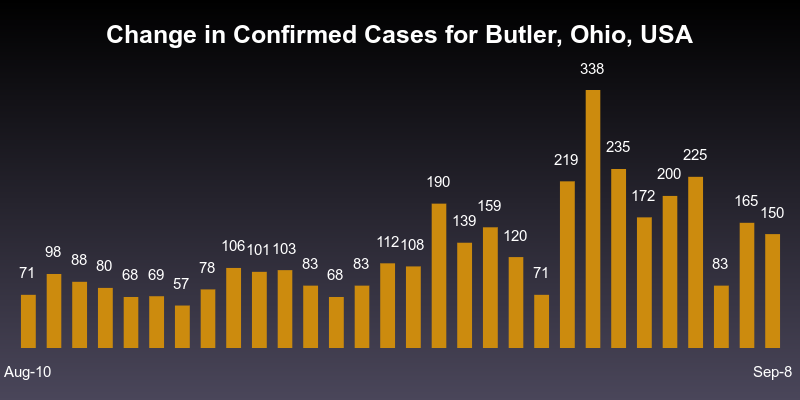 Change in Confirmed Cases for Butler, Ohio, USA
71 98 88 80 68 69 57 78 106 101 103 83 68 83 112 108 190 139 159 120 71 219 338 235 172 200 225 83 165 150
Aug-10 Sep-8